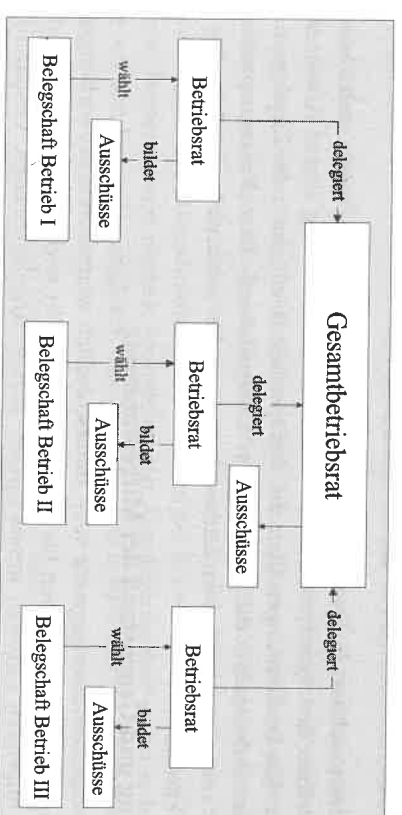 Gesamtbetriebsrat
delegiert
delegiert
delegiert
Ausschüsse
Betriebsrat
Betriebsrat
Betriebsrat
wählt
bildet
wählt
bildet
wählt
bildet
Ausschüsse
Ausschüsse
Ausschüsse
Belegschaft Betrieb I
Belegschaft Betrieb II
Belegschaft Betrieb III